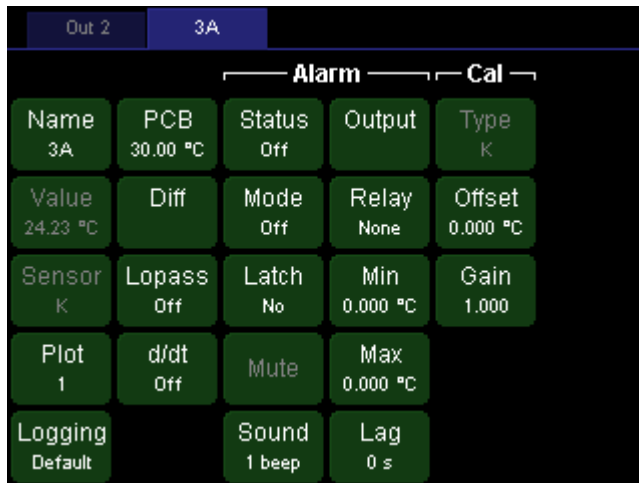 Out 2 3A
Alarm Cal
Name PCB Status Output Type
3A 30.00 °C Off K
Value Diff Mode Relay Offset
24.23 °C Off None 0.000 °C
Sensor Lopass Latch Min Gain
K Off No 0.000 °C 1.000
Plot d/dt Mute Max
1 Off 0.000 °C
Logging Sound Lag
Default 1 beep 0 s